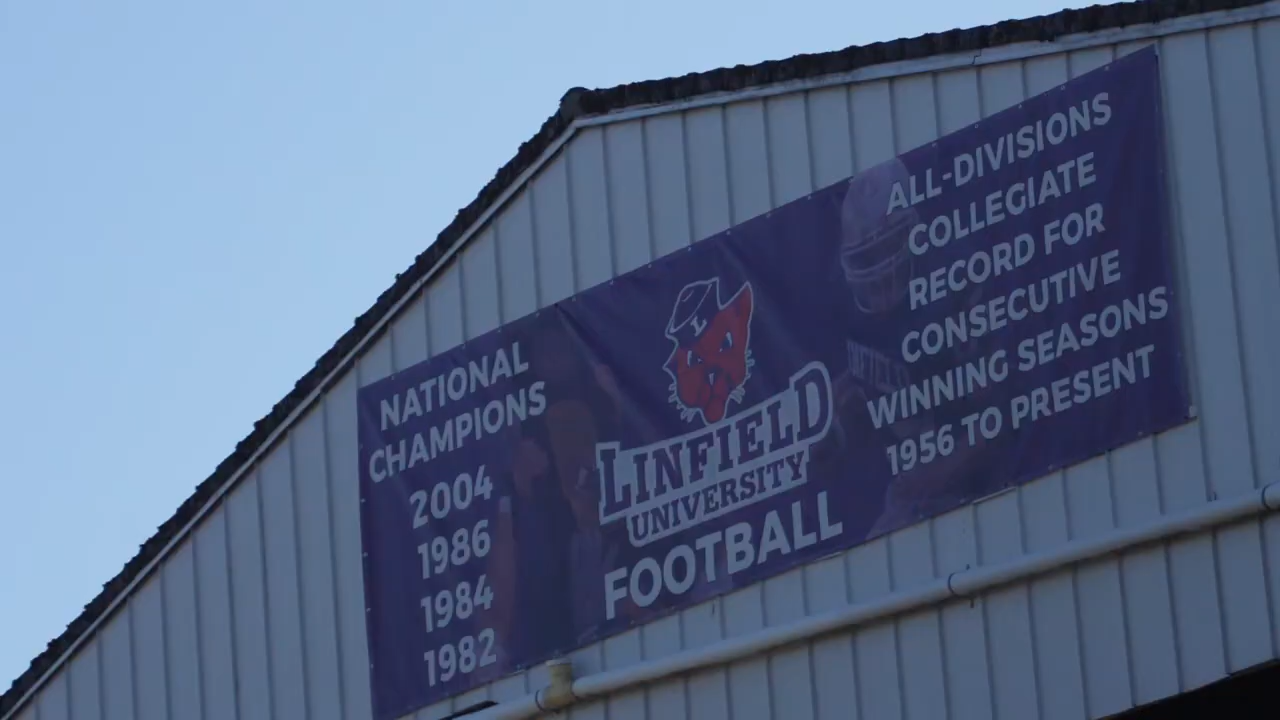 NATIONAL
CHAMPIONS
2004
1986
1984
1982
L
LINFIELD
UNIVERSITY
FOOTBALL
ALL-DIVISIONS
COLLEGIATE
RECORD FOR
CONSECUTIVE
WINNING SEASONS
1956 TO PRESENT